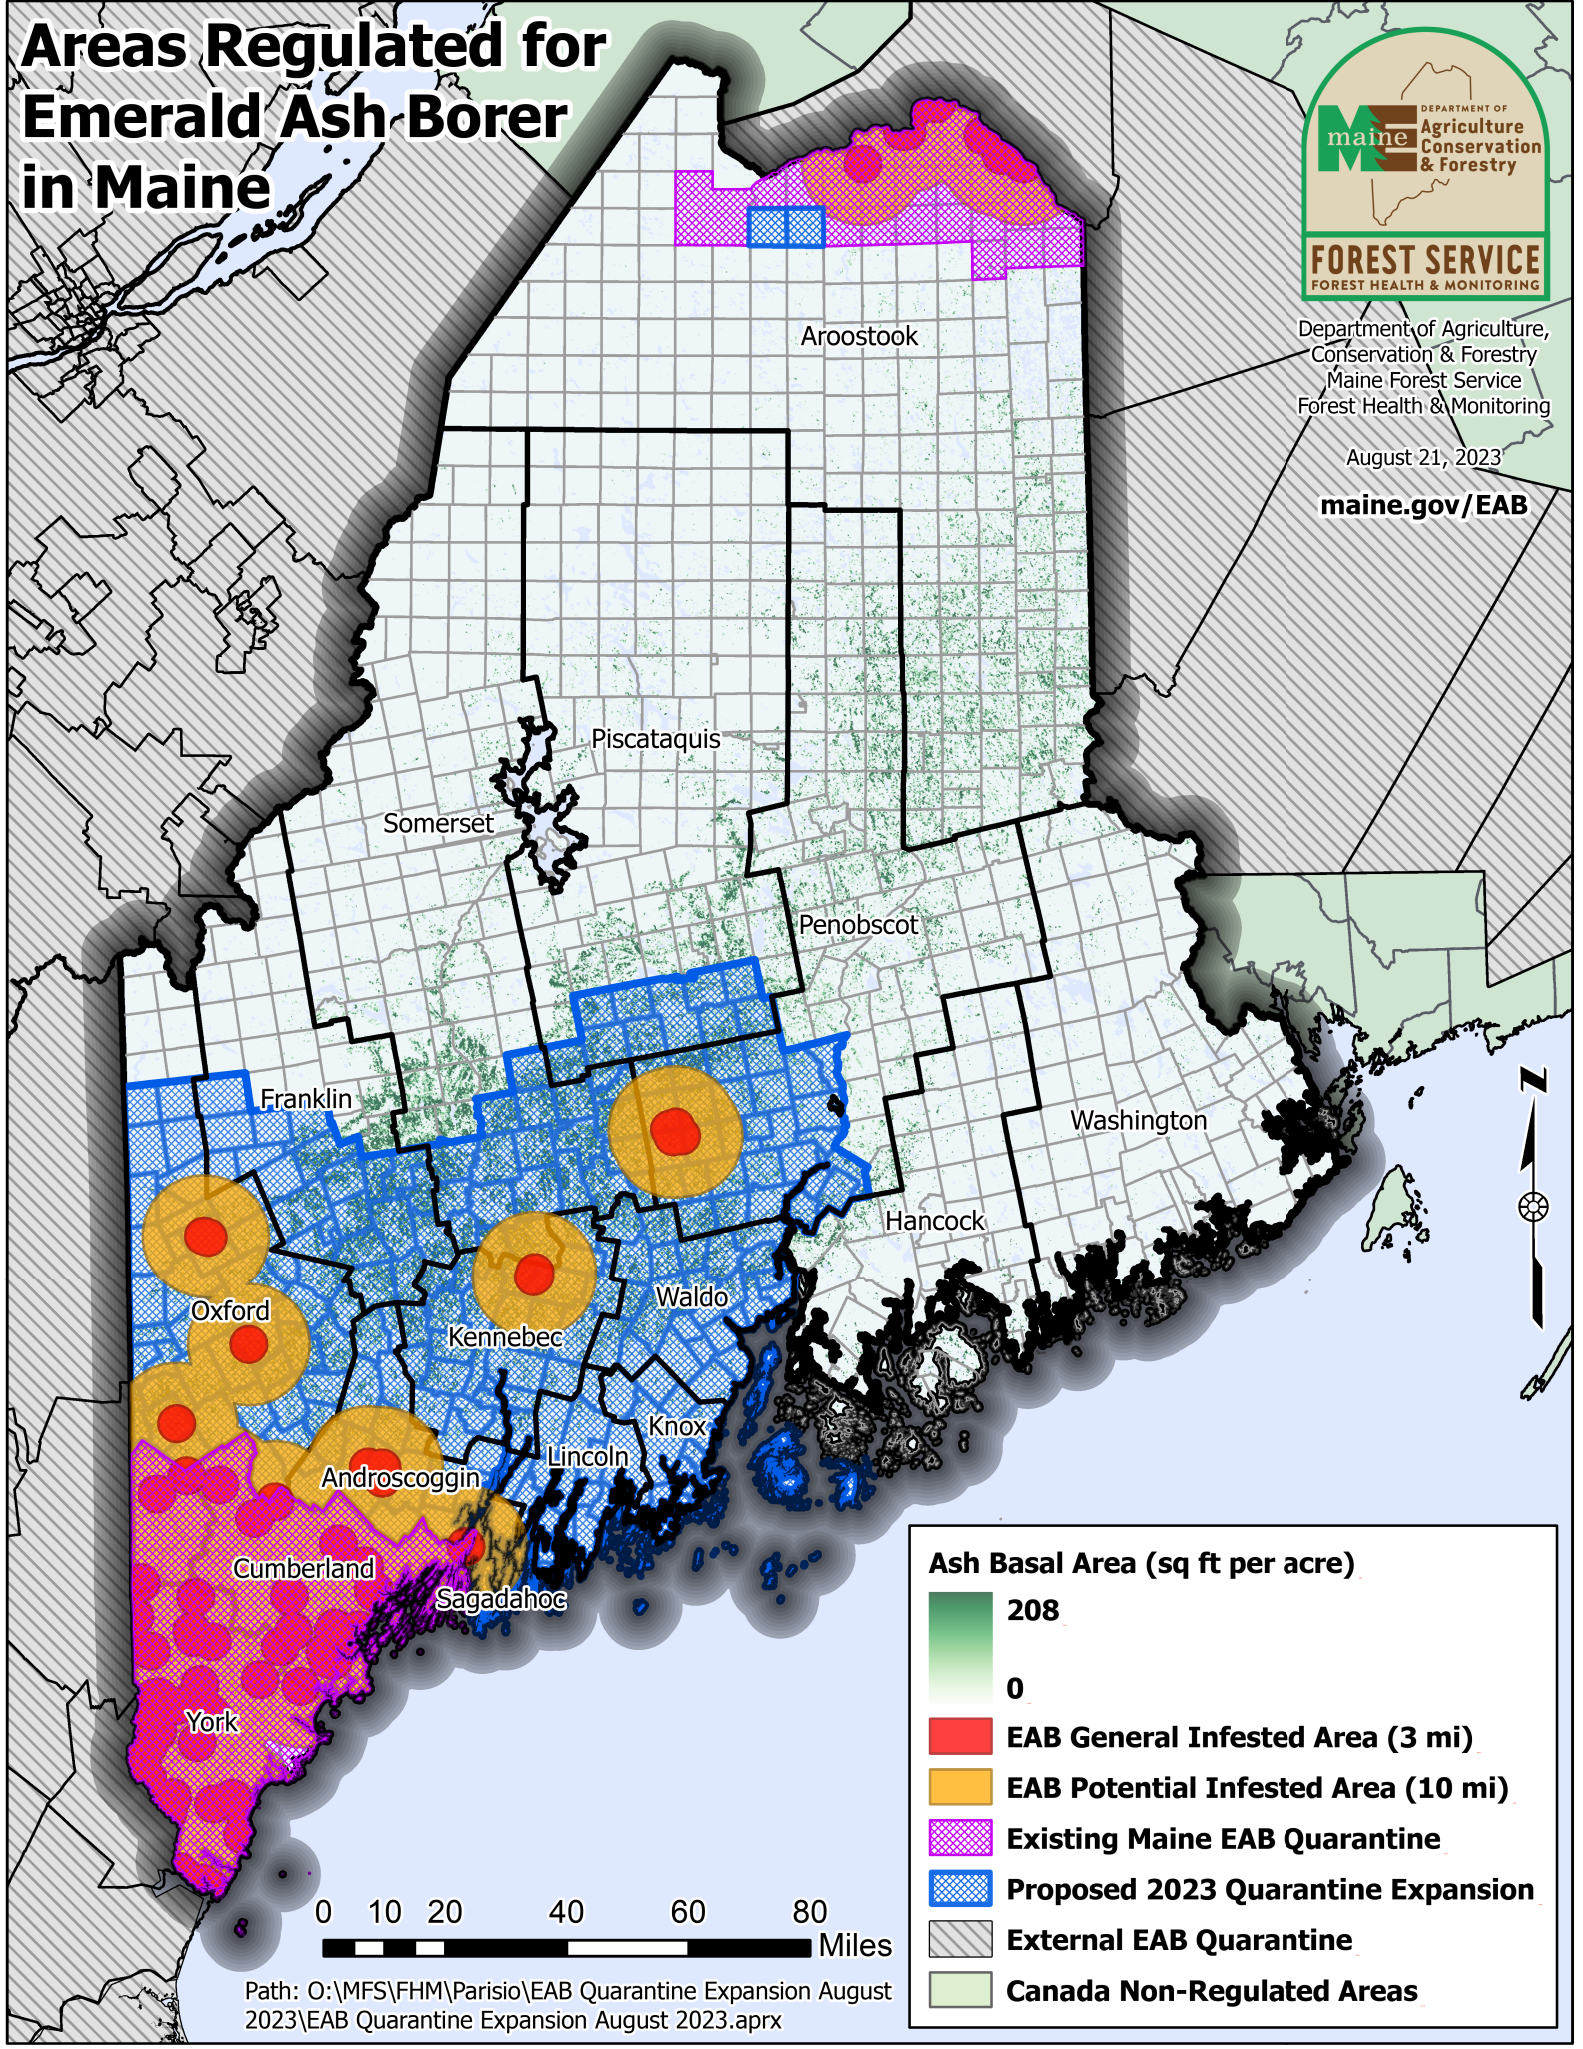 Areas Regulated for
Emerald Ash Borer
in Maine
maine
DEPARTMENT OF
Agriculture
Conservation
& Forestry
FOREST SERVICE
FOREST HEALTH & MONITORING
Department of Agriculture,
Conservation & Forestry
Maine Forest Service
Forest Health & Monitoring
August 21, 2023
maine.gov/EAB
Aroostook
Piscataquis
Somerset
Penobscot
Franklin
Washington
Hancock
Oxford
Waldo
Kennebec
Knox
Lincoln
Androscoggin
Cumberland
Sagadahoc
York
N
Ash Basal Area (sq ft per acre)
208
0
EAB General Infested Area (3 mi)
EAB Potential Infested Area (10 mi)
Existing Maine EAB Quarantine
Proposed 2023 Quarantine Expansion
External EAB Quarantine
Canada Non-Regulated Areas
0 10 20 40 60 80
Miles
Path: O:\MFS\FHM\Parisio\EAB Quarantine Expansion August
2023\EAB Quarantine Expansion August 2023.aprx